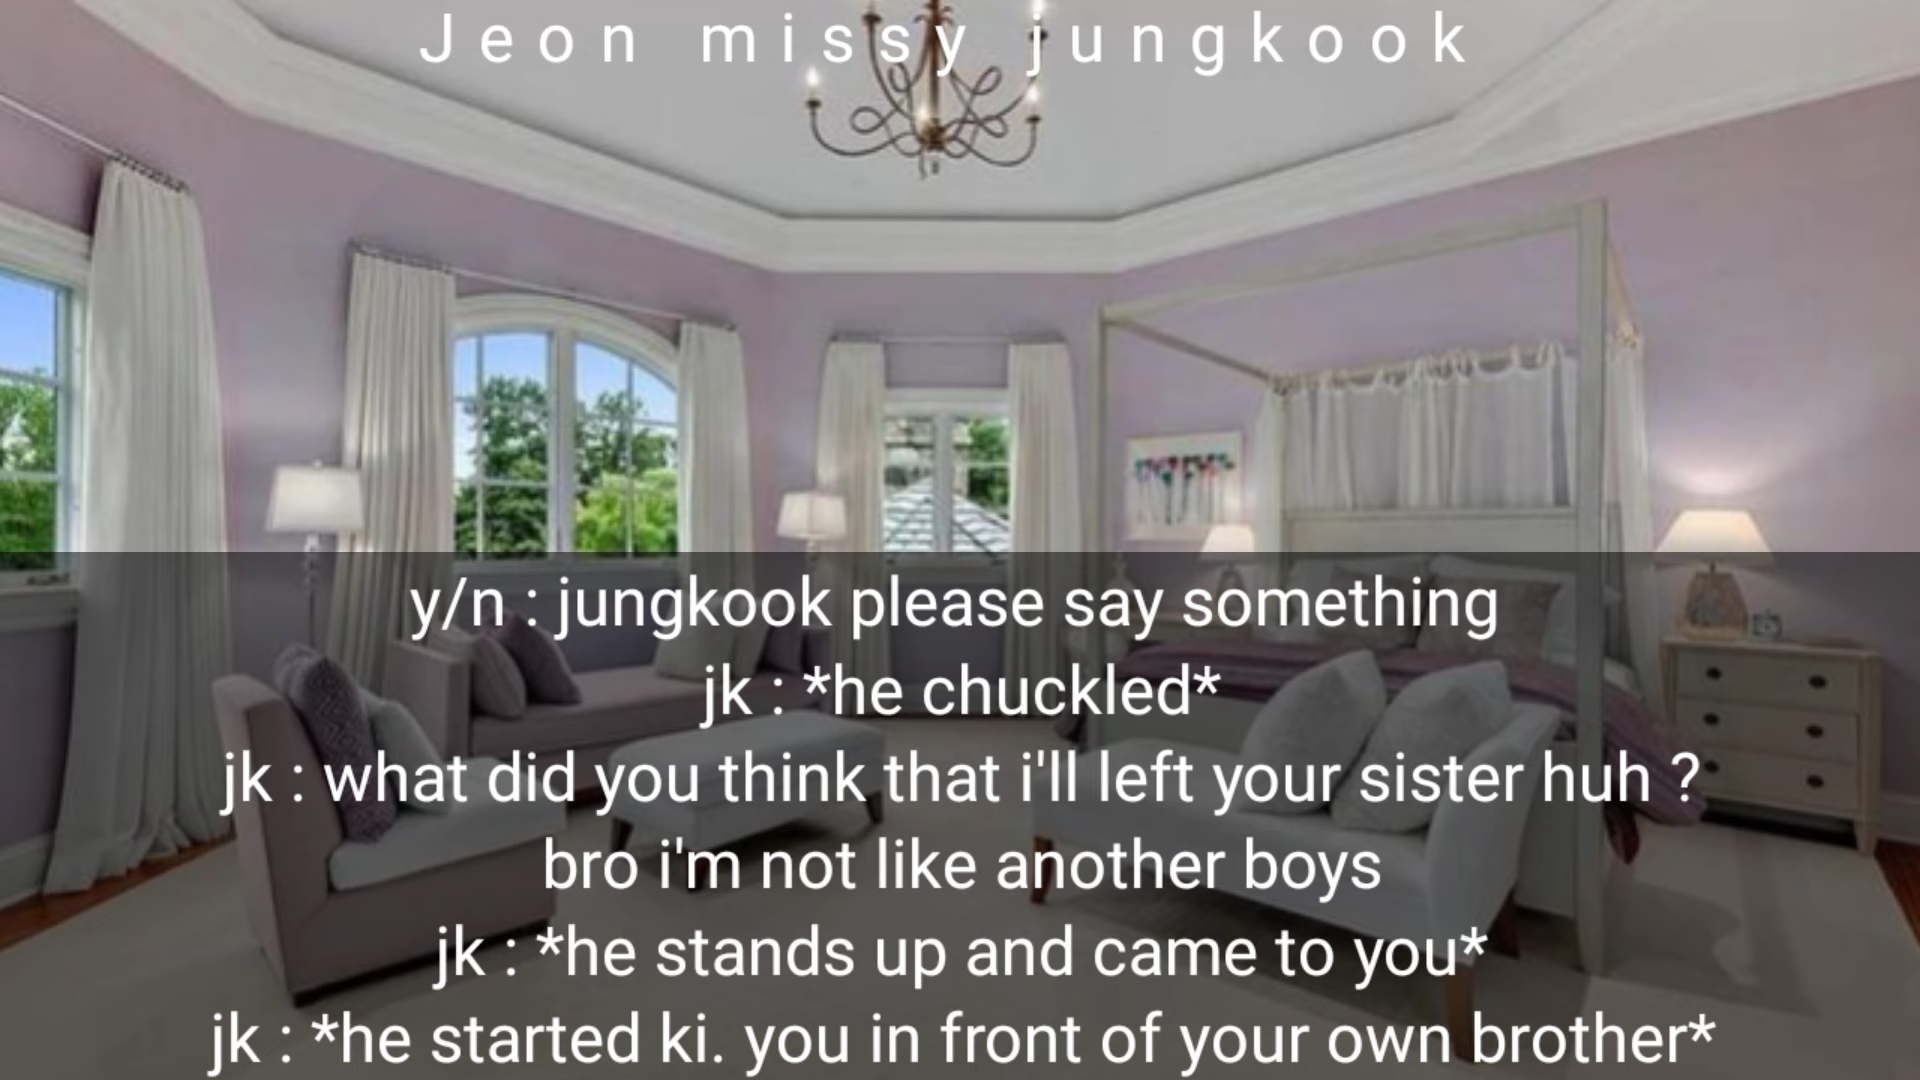 Jeon missy jungkook
y/n : jungkook please say something
jk : *he chuckled*
jk : what did you think that i'll left your sister huh ?
bro i'm not like another boys
jk : *he stands up and came to you*
jk : *he started ki. you in front of your own brother*